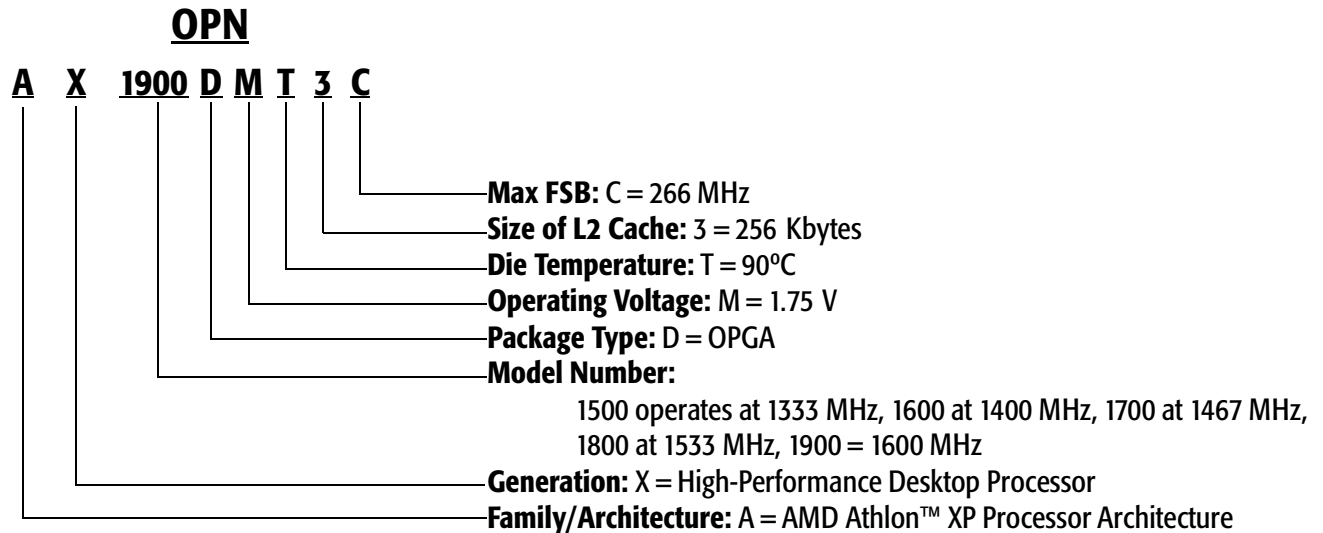 OPN
A X 1900 D M T 3 C
Max FSB: C = 266 MHz
Size of L2 Cache: 3 = 256 Kbytes
Die Temperature: T = 90ºC
Operating Voltage: M = 1.75 V
Package Type: D = OPGA
Model Number:
1500 operates at 1333 MHz, 1600 at 1400 MHz, 1700 at 1467 MHz,
1800 at 1533 MHz, 1900 = 1600 MHz
Generation: X = High-Performance Desktop Processor
Family/Architecture: A = AMD Athlon™ XP Processor Architecture